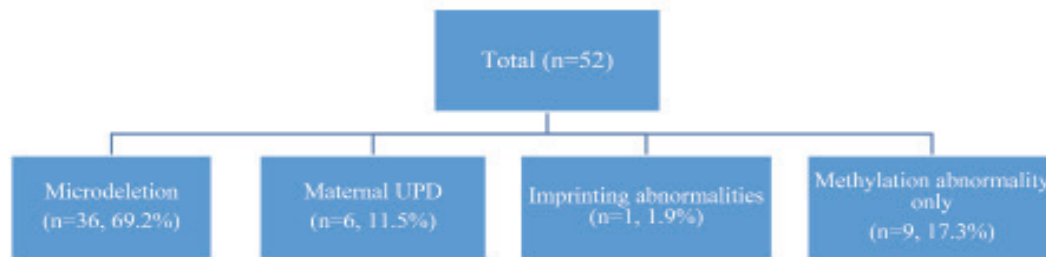 Total (n=52)
Microdeletion
(n=36, 69.2%)
Maternal UPD
(n=6, 11.5%)
Imprinting abnormalities
(n=1, 1.9%)
Methylation abnormality
only
(n=9, 17.3%)